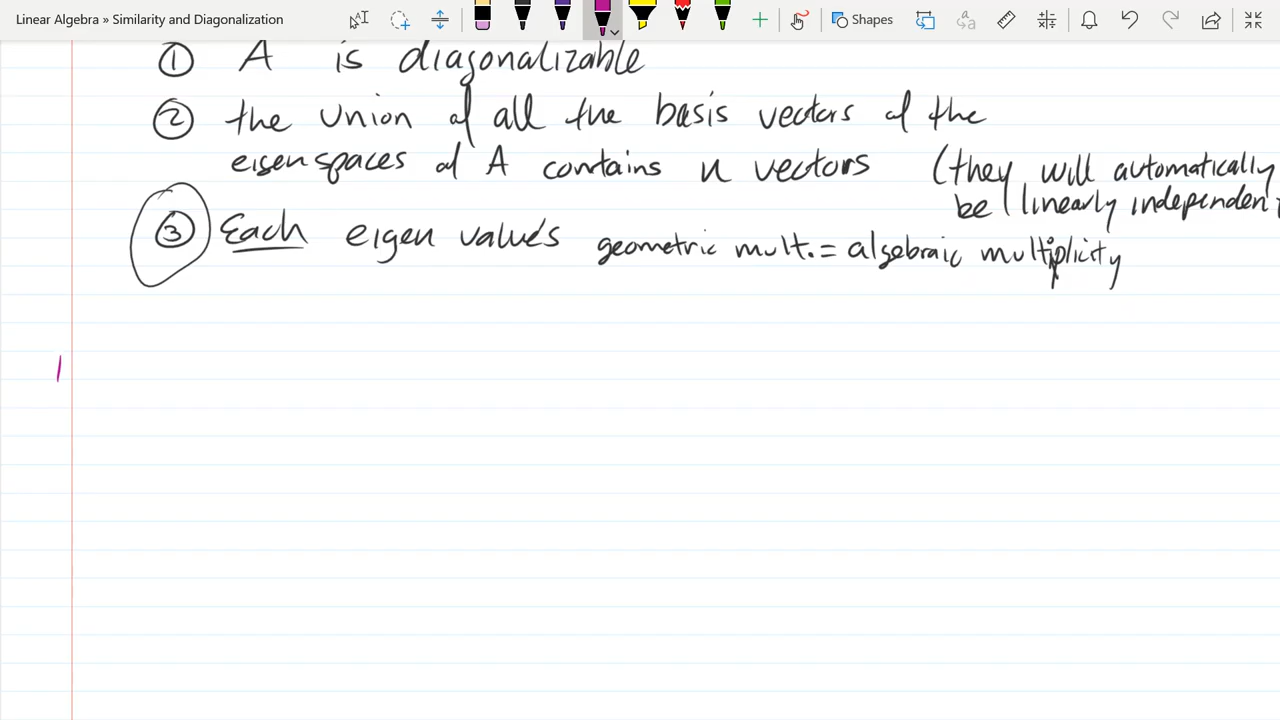 Linear Algebra » Similarity and Diagonalization
Shapes
① A is diagonalizable
② the union of all the basis vectors of the
eigenspaces of A contains n vectors (they will automatically
be linearly independent
③ Each eigen value's geometric mult. = algebraic multiplicity